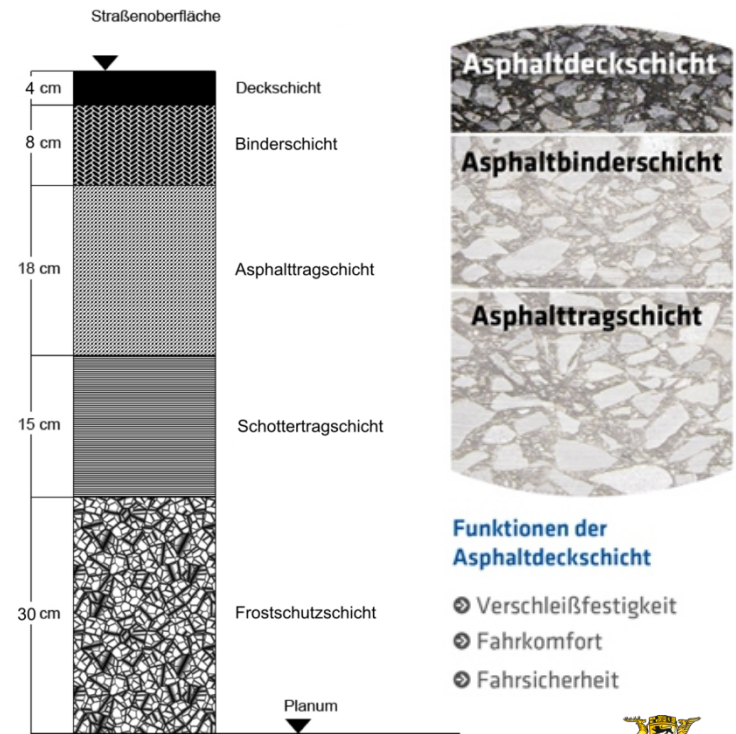 Straßenoberfläche
4 cm
Deckschicht
8 cm
Binderschicht
18 cm
Asphalttragschicht
15 cm
Schottertragschicht
30 cm
Frostschutzschicht
Planum
Asphaltdeckschicht
Asphaltbinderschicht
Asphalttragschicht
Funktionen der
Asphaltdeckschicht
Verschleißfestigkeit
Fahrkomfort
Fahrsicherheit